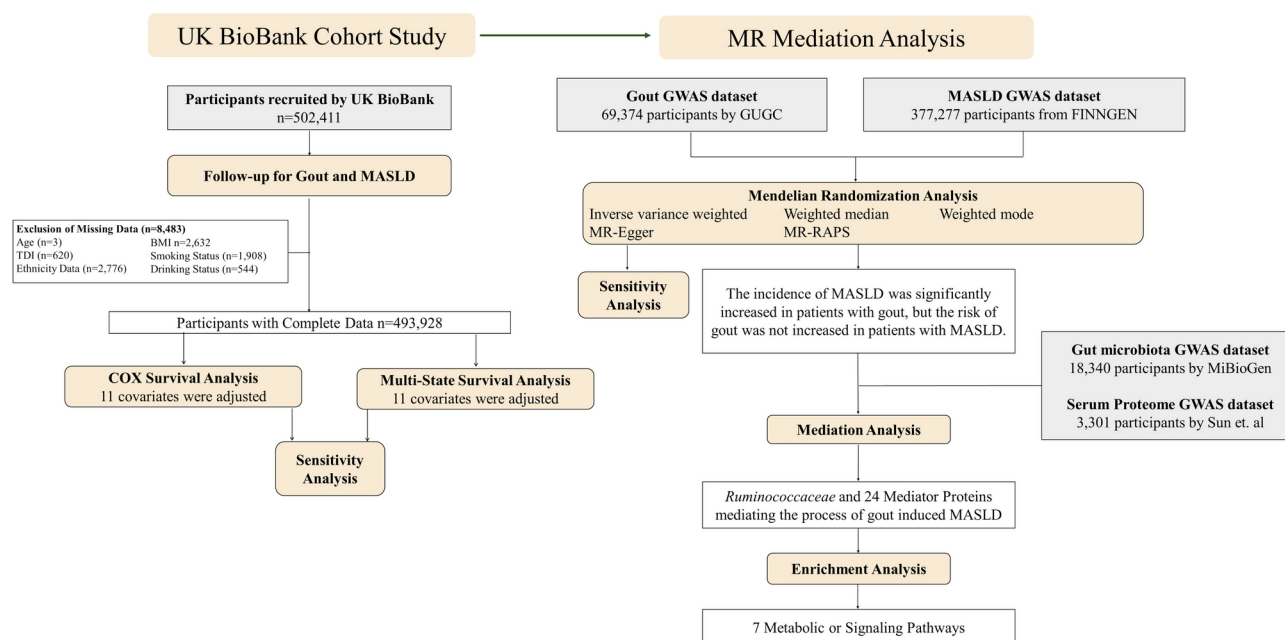 UK BioBank Cohort Study
MR Mediation Analysis
Participants recruited by UK BioBank
n=502,411
Follow-up for Gout and MASLD
Exclusion of Missing Data (n=8,483)
Age (n=3) BMI n=2,632
TDI (n=620) Smoking Status (n=1,908)
Ethnicity Data (n=2,776) Drinking Status (n=544)
Participants with Complete Data n=493,928
COX Survival Analysis
11 covariates were adjusted
Multi-State Survival Analysis
11 covariates were adjusted
Sensitivity
Analysis
Gout GWAS dataset
69,374 participants by GUGC
MASLD GWAS dataset
377,277 participants from FINNGEN
Mendelian Randomization Analysis
Inverse variance weighted Weighted median Weighted mode
MR-Egger MR-RAPS
Sensitivity
Analysis
The incidence of MASLD was significantly
increased in patients with gout, but the risk of
gout was not increased in patients with MASLD.
Gut microbiota GWAS dataset
18,340 participants by MiBioGen
Serum Proteome GWAS dataset
3,301 participants by Sun et. al
Mediation Analysis
Ruminococcaceae and 24 Mediator Proteins
mediating the process of gout induced MASLD
Enrichment Analysis
7 Metabolic or Signaling Pathways